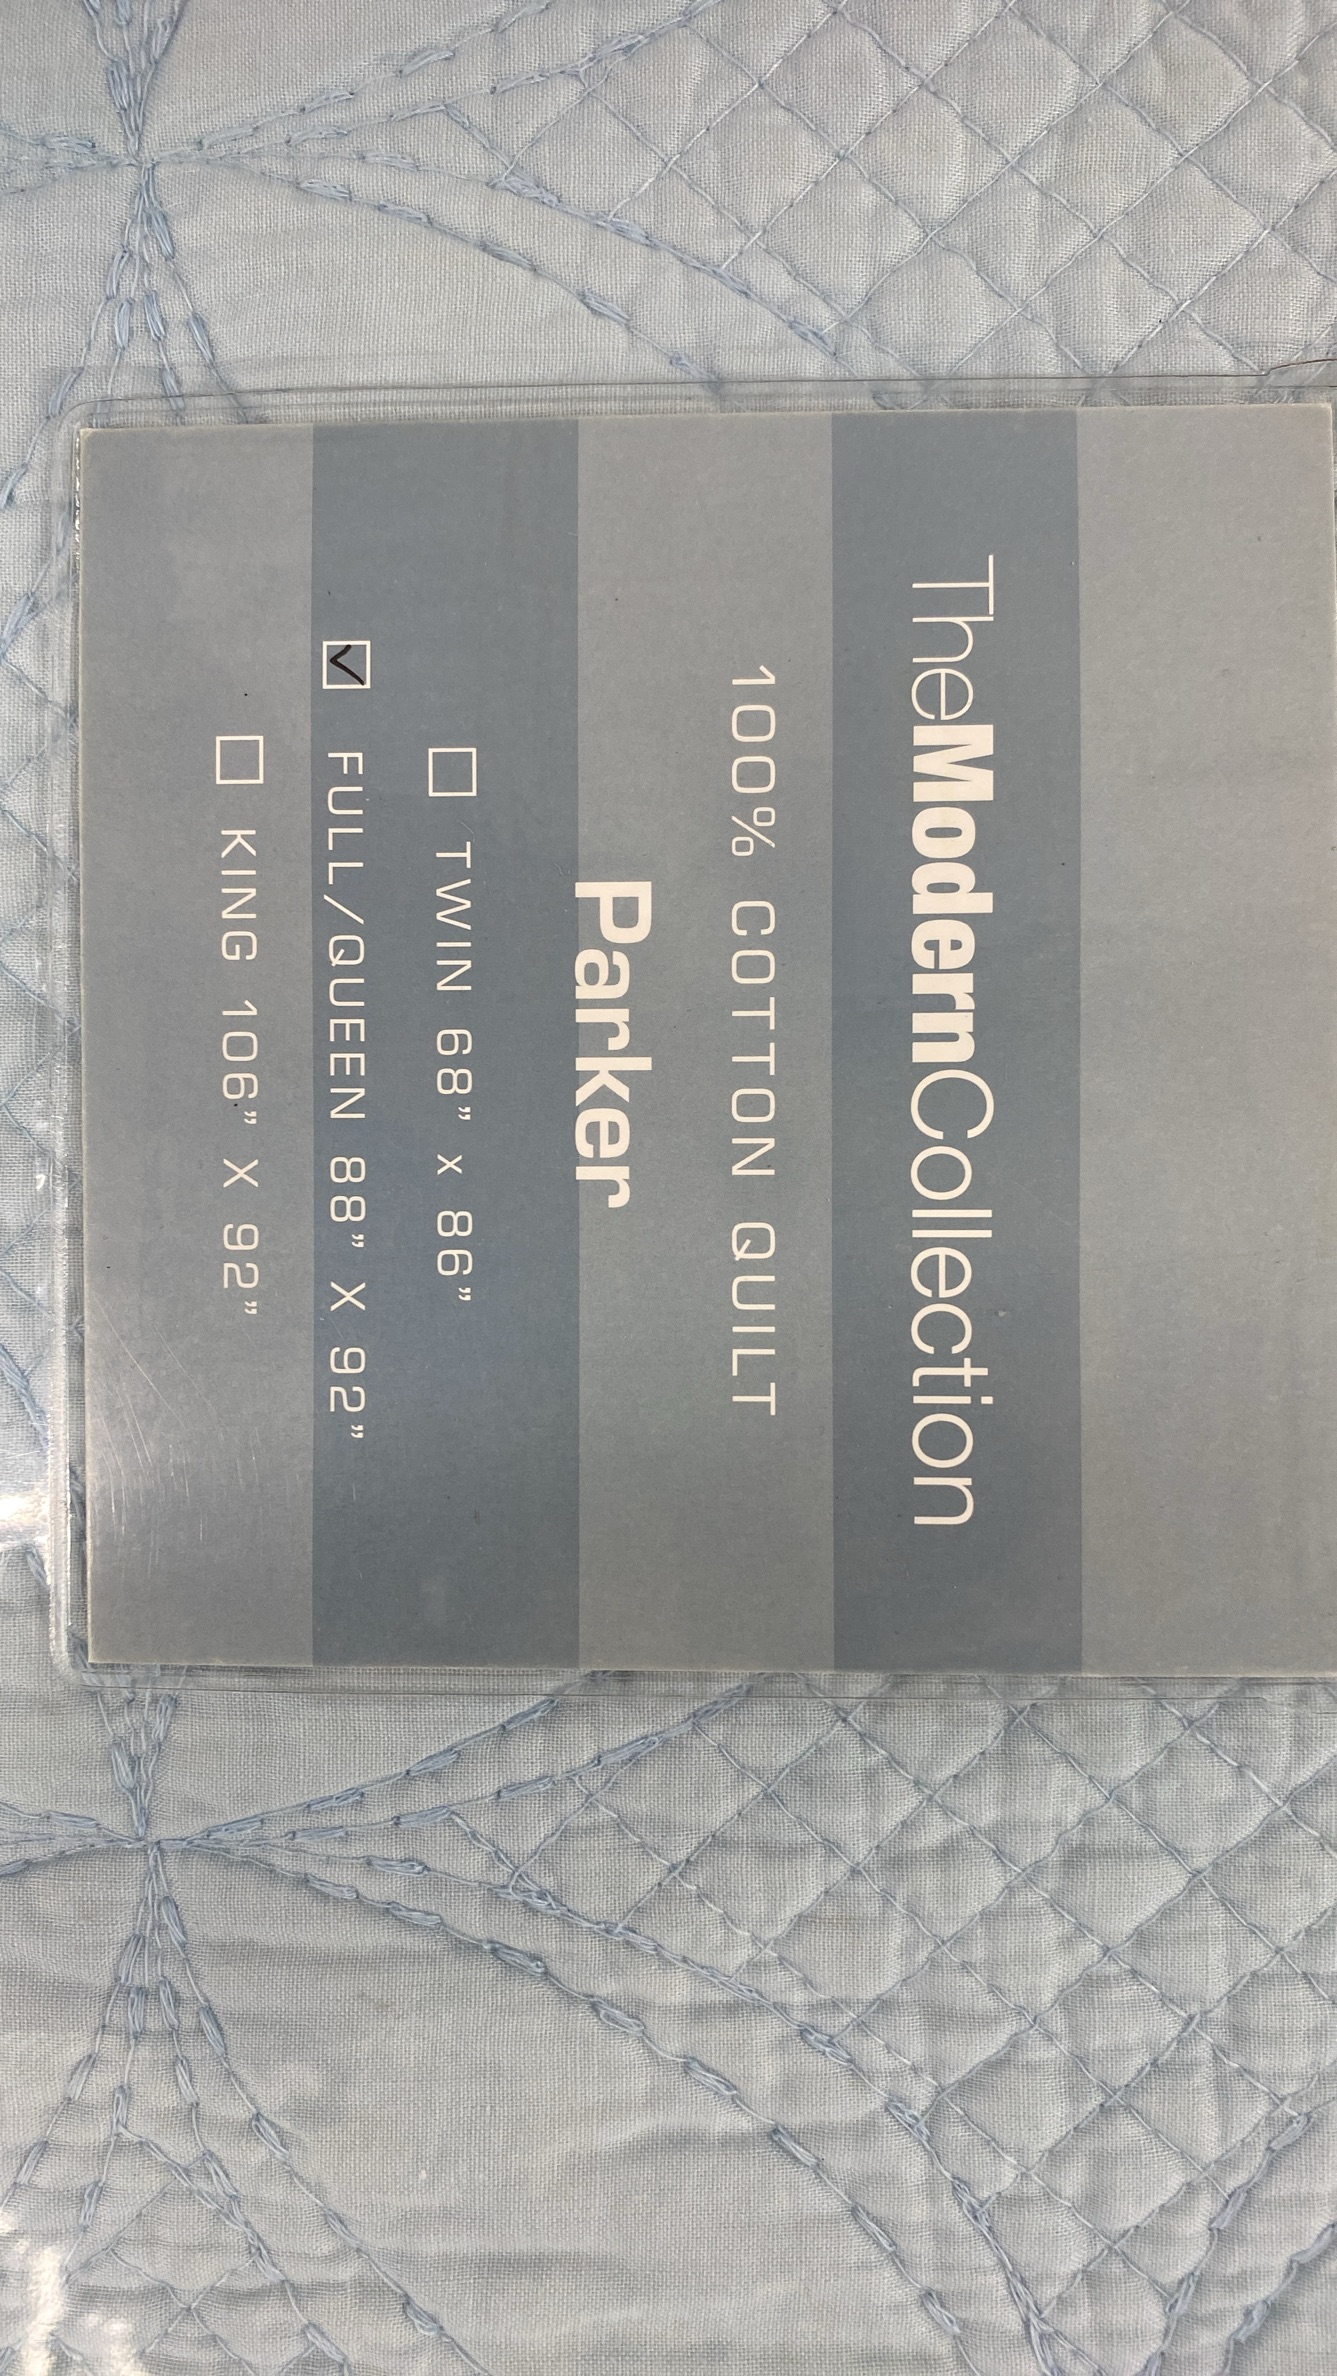 TheModernCollection
100% COTTON QUILT
Parker
☐ TWIN 68" x 86"
☑ FULL/QUEEN 88" X 92"
☐ KING 106" X 92"